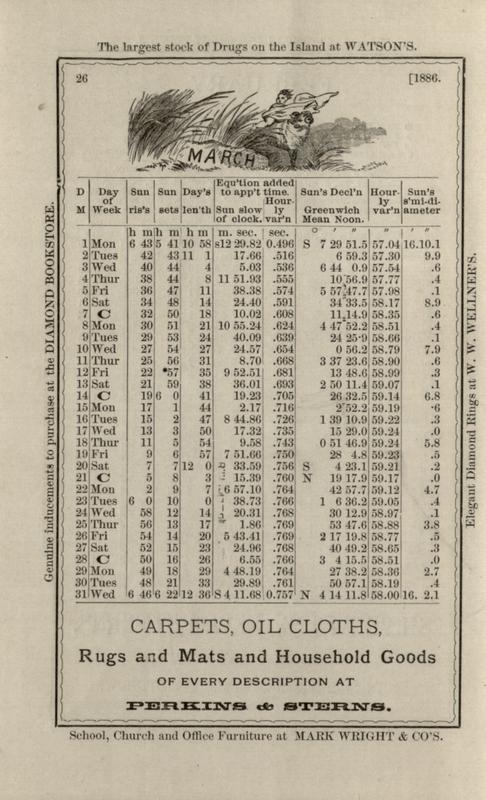 The largest stock of Drugs on the Island at WATSON'S.
26 [1886.
MARCH
D M | Day of Week | Sun ris's | Sun sets | Day's len'th | Equ'tion added to app't time. Sun slow of clock. | Hour-ly var'n | Sun's Decl'n Greenwich Mean Noon. | Hour-ly var'n | Sun's s'mi-di-ameter
h m | h m | h m | m. sec. | sec. | ° ′ ″ | ″ | ′ ″
1 Mon 6 43 5 41 10 58 s12 29.82 0.496 S 7 29 51.5 57.04 16.10.1
2 Tues 42 43 11 1 17.66 .516 6 59.3 57.30 9.9
3 Wed 40 44 4 5.03 .536 6 44 0.9 57.54 .6
4 Thur 38 44 8 11 51.93 .555 10 56.9 57.77 .4
5 Fri 36 47 11 38.38 .574 5 57 47.7 57.98 .1
6 Sat 34 48 14 24.40 .591 34 33.5 58.17 8.9
7 C 32 50 18 10.02 .608 11 14.9 58.35 .6
8 Mon 30 51 21 10 55.24 .624 4 47 52.2 58.51 .4
9 Tues 29 53 24 40.09 .639 24 25.9 58.66 .1
10 Wed 27 54 27 24.57 .654 0 56.2 58.79 7.9
11 Thur 25 56 31 8.70 .668 3 37 23.6 58.90 .6
12 Fri 22 57 35 9 52.51 .681 13 48.6 58.99 .3
13 Sat 21 59 38 36.01 .693 2 50 11.4 59.07 .1
14 C 19 6 0 41 19.23 .705 26 32.5 59.14 6.8
15 Mon 17 1 44 2.17 .716 2 52.2 59.19 .6
16 Tues 15 2 47 8 44.86 .726 1 39 10.9 59.22 .3
17 Wed 13 3 50 17.32 .735 15 29.0 59.24 .0
18 Thur 11 5 54 9.58 .743 0 51 46.9 59.24 5.8
19 Fri 9 6 57 7 51.66 .750 28 4.8 59.23 .5
20 Sat 7 7 12 0 33.59 .756 S 4 23.1 59.21 .2
21 C 5 8 3 15.39 .760 N 19 17.9 59.17 .0
22 Mon 2 9 7 6 57.10 .764 42 57.7 59.12 4.7
23 Tues 6 0 10 0 38.73 .766 1 6 36.2 59.05 .4
24 Wed 58 12 14 20.31 .768 30 12.9 58.97 .1
25 Thur 56 13 17 1.86 .769 53 47.6 58.88 3.8
26 Fri 54 14 20 5 43.41 .769 2 17 19.8 58.77 .5
27 Sat 52 15 23 24.96 .768 40 49.2 58.65 .3
28 C 50 16 26 6.55 .766 3 4 15.5 58.51 .0
29 Mon 49 18 29 4 48.19 .764 27 38.2 58.36 2.7
30 Tues 48 21 33 29.89 .761 50 57.1 58.19 .4
31 Wed 6 46 6 22 12 36 S 4 11.68 0.757 N 4 14 11.8 58.00 16. 2.1
CARPETS, OIL CLOTHS,
Rugs and Mats and Household Goods
OF EVERY DESCRIPTION AT
PERKINS & STERNS.
School, Church and Office Furniture at MARK WRIGHT & CO'S.
Genuine inducements to purchase at the DIAMOND BOOKSTORE.
Elegant Diamond Rings at W. W. WELLNER'S.